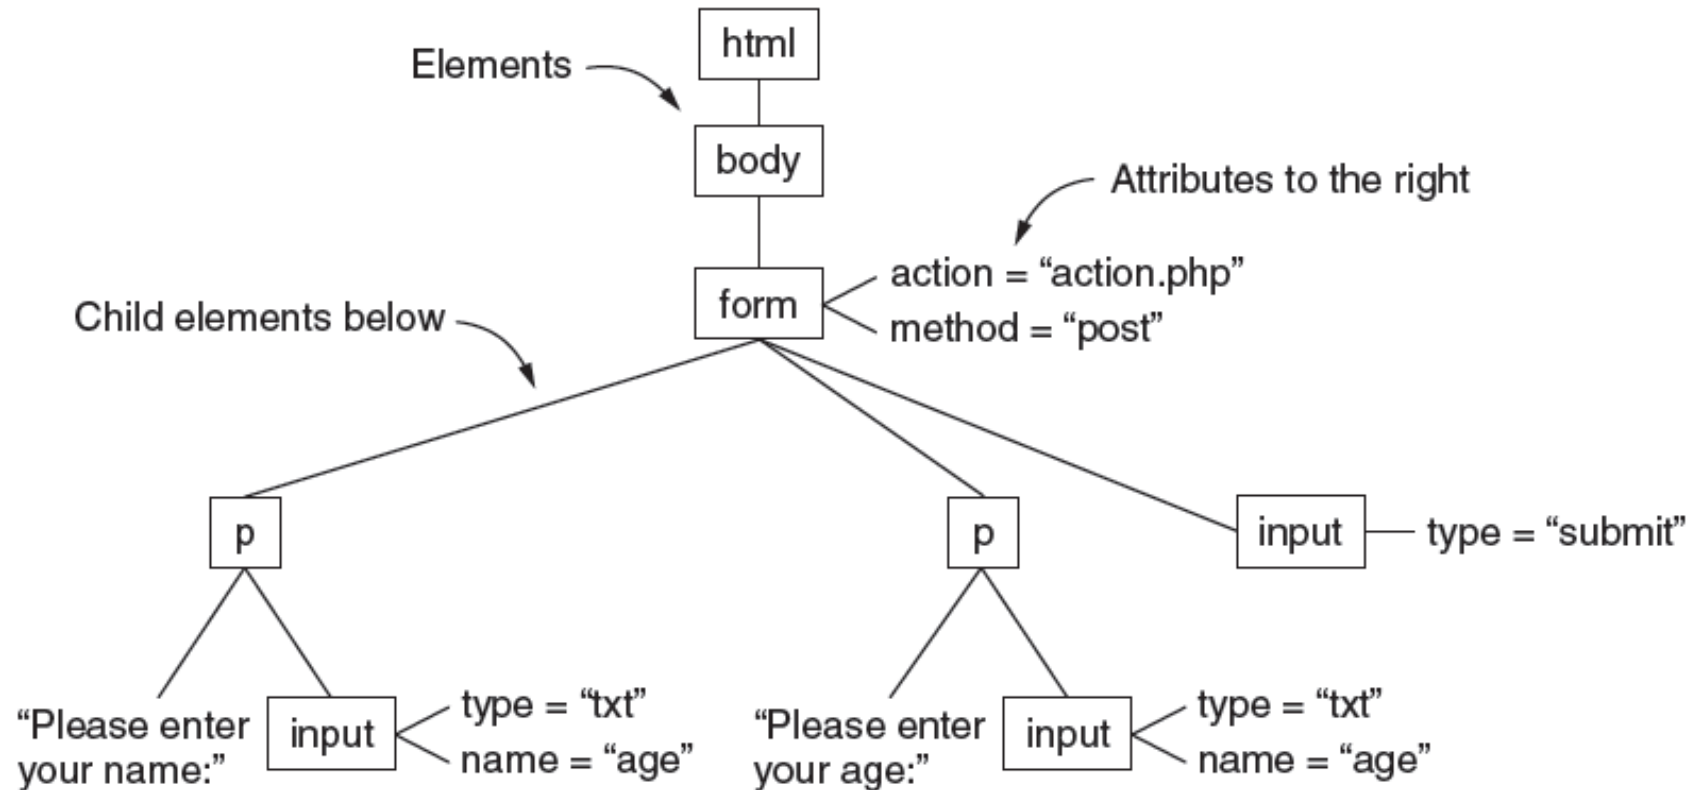 html
Elements
body
Attributes to the right
action = “action.php”
form
Child elements below
method = “post”
p
p
input
type = “submit”
“Please enter
your name:”
input
type = “txt”
name = “age”
“Please enter
your age:”
input
type = “txt”
name = “age”